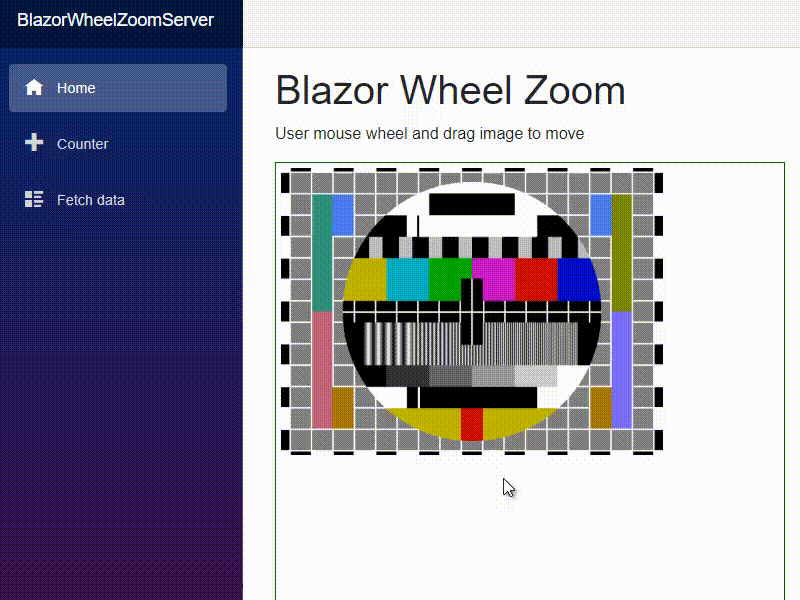 BlazorWheelZoomServer
Home
Counter
Fetch data
Blazor Wheel Zoom
User mouse wheel and drag image to move